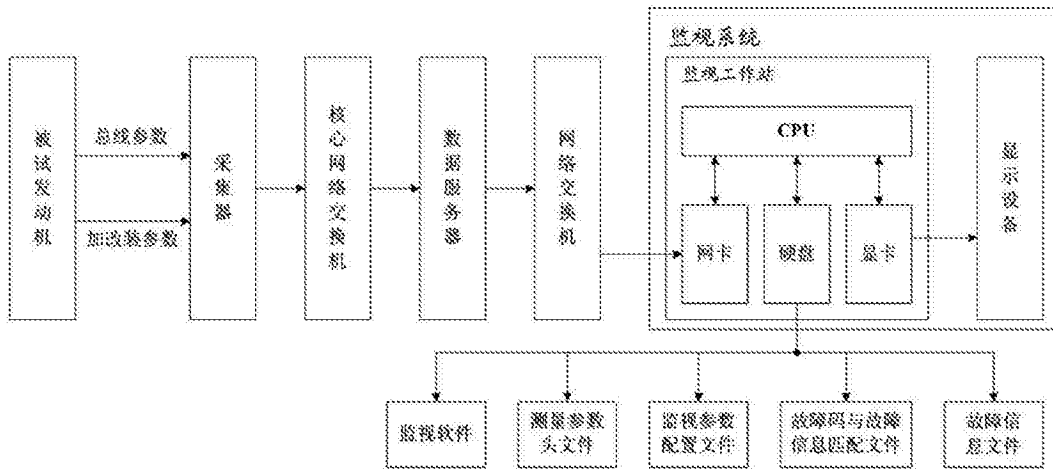 监视系统
监视工作站
被试发动机
总线参数
加改装参数
采集器
核心网络交换机
数据服务器
网络交换机
CPU
网卡
硬盘
显卡
显示设备
监视软件
测量参数
头文件
监视参数
配置文件
故障码与故障
信息匹配文件
故障信
息文件